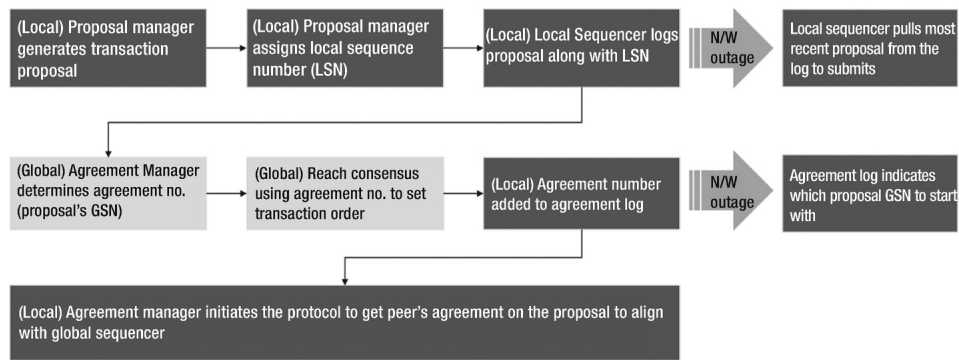 (Local) Proposal manager
generates transaction
proposal
(Local) Proposal manager
assigns local sequence
number (LSN)
(Local) Local Sequencer logs
proposal along with LSN
N/W
outage
Local sequencer pulls most
recent proposal from the
log to submits
(Global) Agreement Manager
determines agreement no.
(proposal's GSN)
(Global) Reach consensus
using agreement no. to set
transaction order
(Local) Agreement number
added to agreement log
N/W
outage
Agreement log indicates
which proposal GSN to start
with
(Local) Agreement manager initiates the protocol to get peer's agreement on the proposal to align
with global sequencer